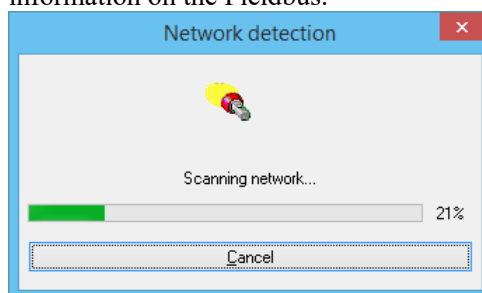 information on the Fieldbus.
Network detection
Scanning network...
21%
Cancel